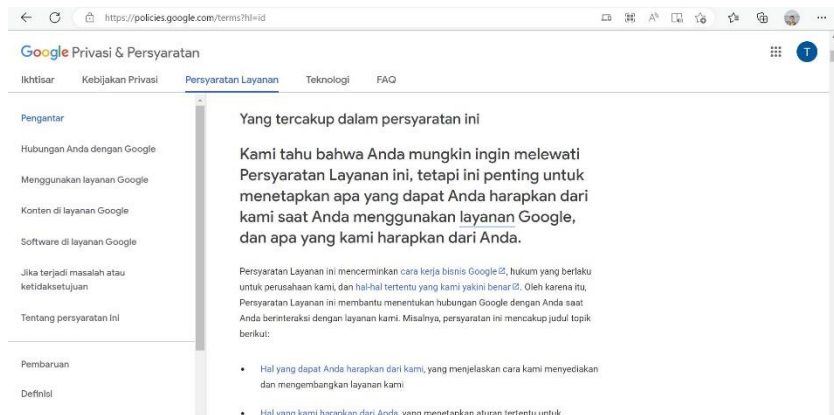 https://policies.google.com/terms?hl=id
Google Privasi & Persyaratan
T
Ikhtisar Kebijakan Privasi Persyaratan Layanan Teknologi FAQ
Pengantar
Hubungan Anda dengan Google
Menggunakan layanan Google
Konten di layanan Google
Software di layanan Google
Jika terjadi masalah atau
ketidaksetujuan
Tentang persyaratan ini
Pembaruan
Definisi
Yang tercakup dalam persyaratan ini
Kami tahu bahwa Anda mungkin ingin melewati
Persyaratan Layanan ini, tetapi ini penting untuk
menetapkan apa yang dapat Anda harapkan dari
kami saat Anda menggunakan layanan Google,
dan apa yang kami harapkan dari Anda.
Persyaratan Layanan ini mencerminkan cara kerja bisnis Google, hukum yang berlaku
untuk perusahaan kami, dan hal-hal tertentu yang kami yakini benar. Oleh karena itu,
Persyaratan Layanan ini membantu menentukan hubungan Google dengan Anda saat
Anda berinteraksi dengan layanan kami. Misalnya, persyaratan ini mencakup judul topik
berikut:
• Hal yang dapat Anda harapkan dari kami, yang menjelaskan cara kami menyediakan
dan mengembangkan layanan kami
• Hal yang kami harapkan dari Anda, yang menetapkan aturan tertentu untuk